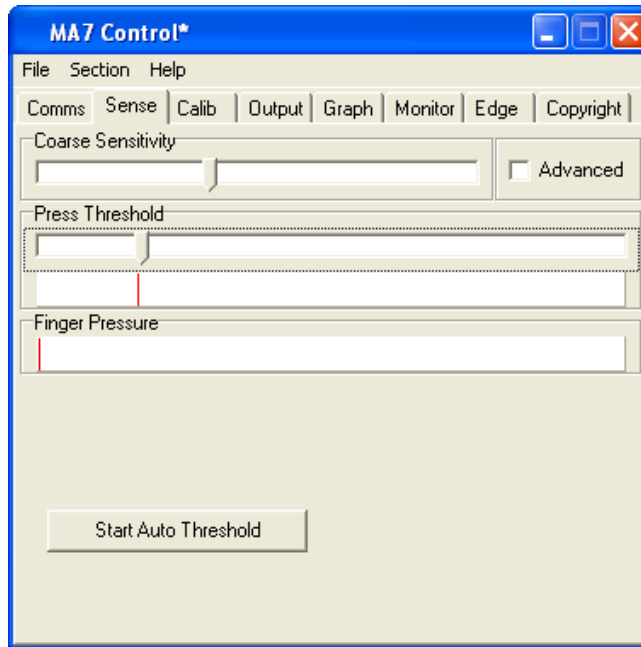 MA7 Control*
File Section Help
Comms Sense Calib Output Graph Monitor Edge Copyright
Coarse Sensitivity
Advanced
Press Threshold
Finger Pressure
Start Auto Threshold